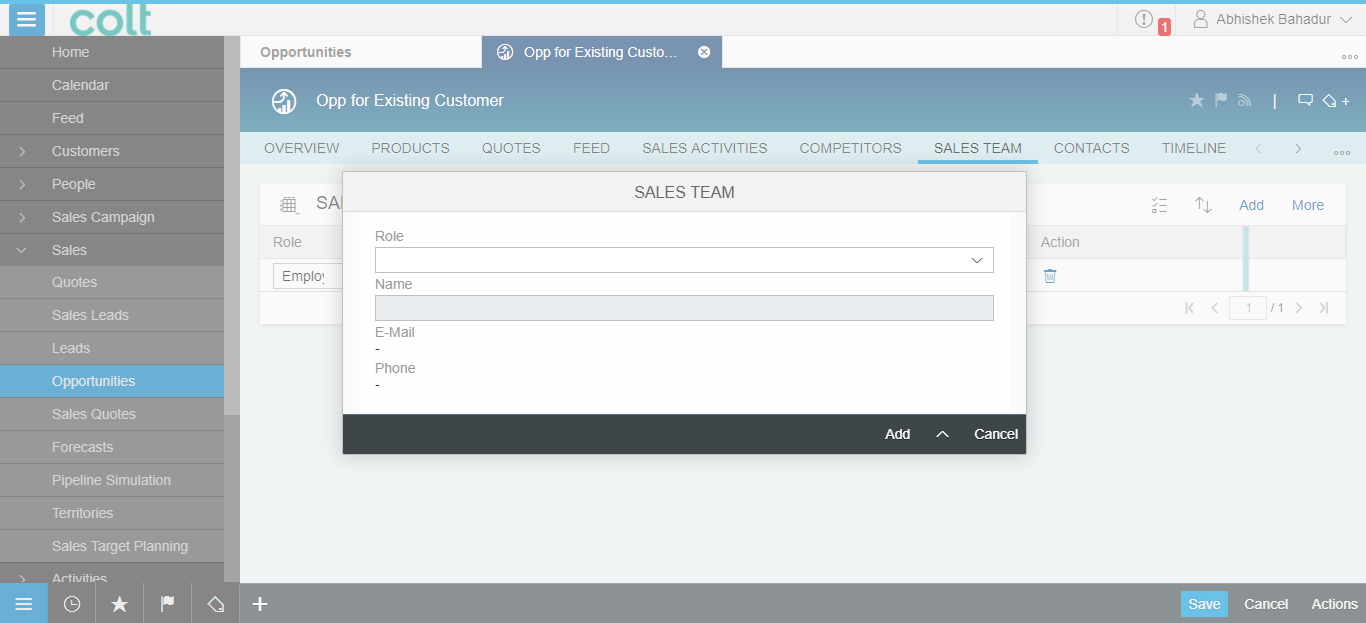 colt
1
Abhishek Bahadur
Home
Calendar
Feed
Customers
People
Sales Campaign
Sales
Quotes
Sales Leads
Leads
Opportunities
Sales Quotes
Forecasts
Pipeline Simulation
Territories
Sales Target Planning
Activities
Opportunities
Opp for Existing Custo...
Opp for Existing Customer
OVERVIEW PRODUCTS QUOTES FEED SALES ACTIVITIES COMPETITORS SALES TEAM CONTACTS TIMELINE
SA
Add More
Role Action
Employ
1 / 1
SALES TEAM
Role
Name
E-Mail
-
Phone
-
Add Cancel
Save Cancel Actions